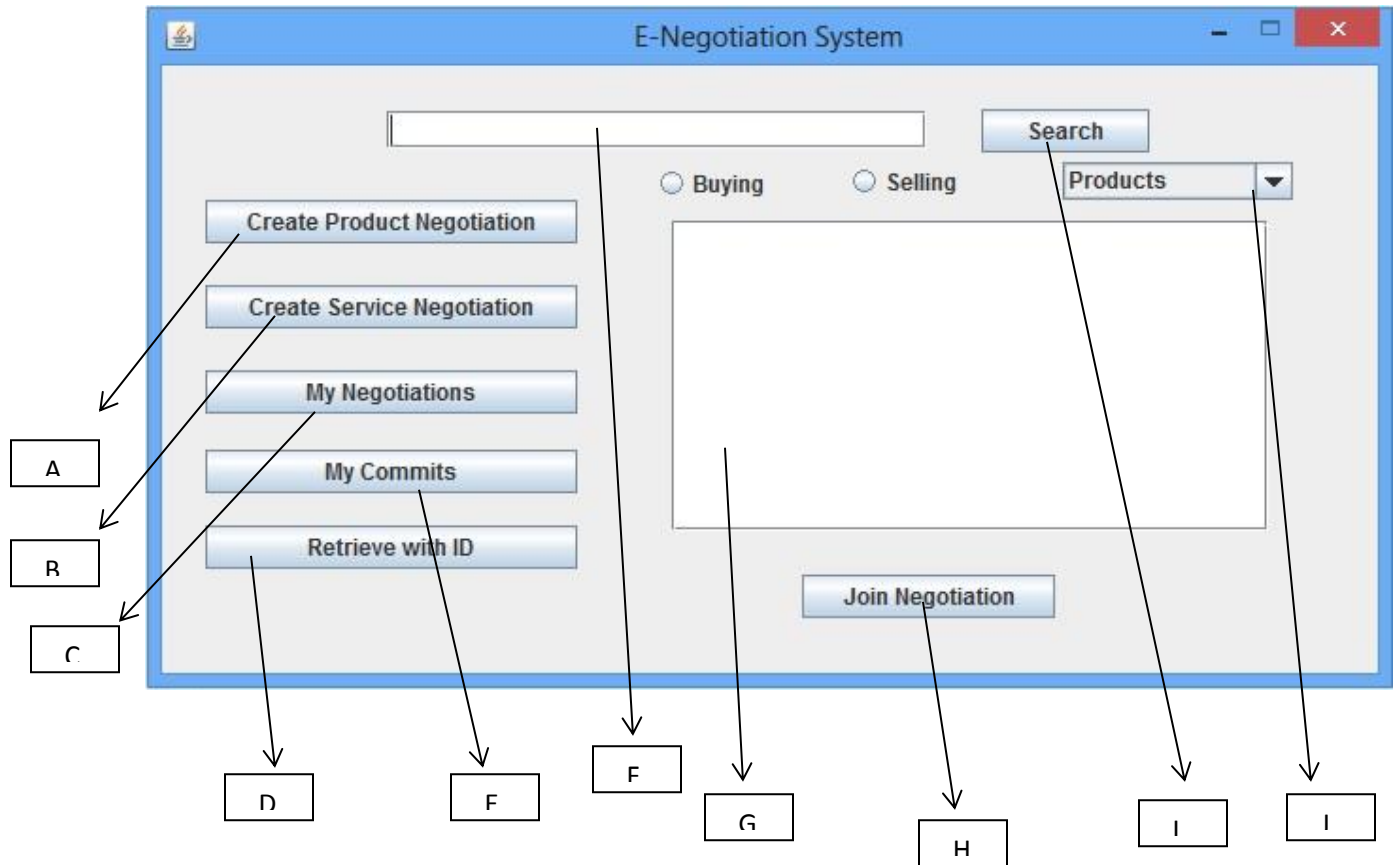 E-Negotiation System
Search
Buying
Selling
Products
Create Product Negotiation
Create Service Negotiation
My Negotiations
My Commits
Retrieve with ID
Join Negotiation
A
B
C
D
E
F
G
H
I
J